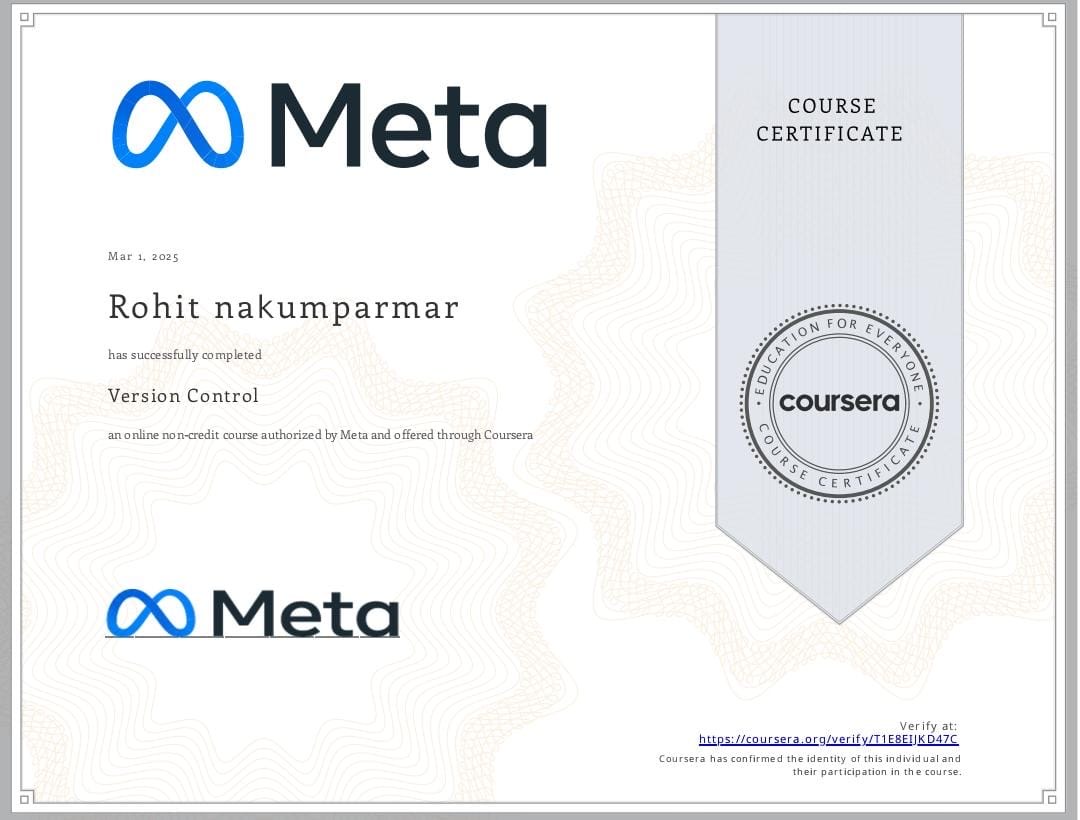 Meta
COURSE
CERTIFICATE
Mar 1, 2025
Rohit nakumparmar
has successfully completed
Version Control
an online non-credit course authorized by Meta and offered through Coursera
EDUCATION FOR EVERYONE
coursera
COURSE CERTIFICATE
Meta
Verify at:
https://coursera.org/verify/T1E8EIJKD47C
Coursera has confirmed the identity of this individual and
their participation in the course.